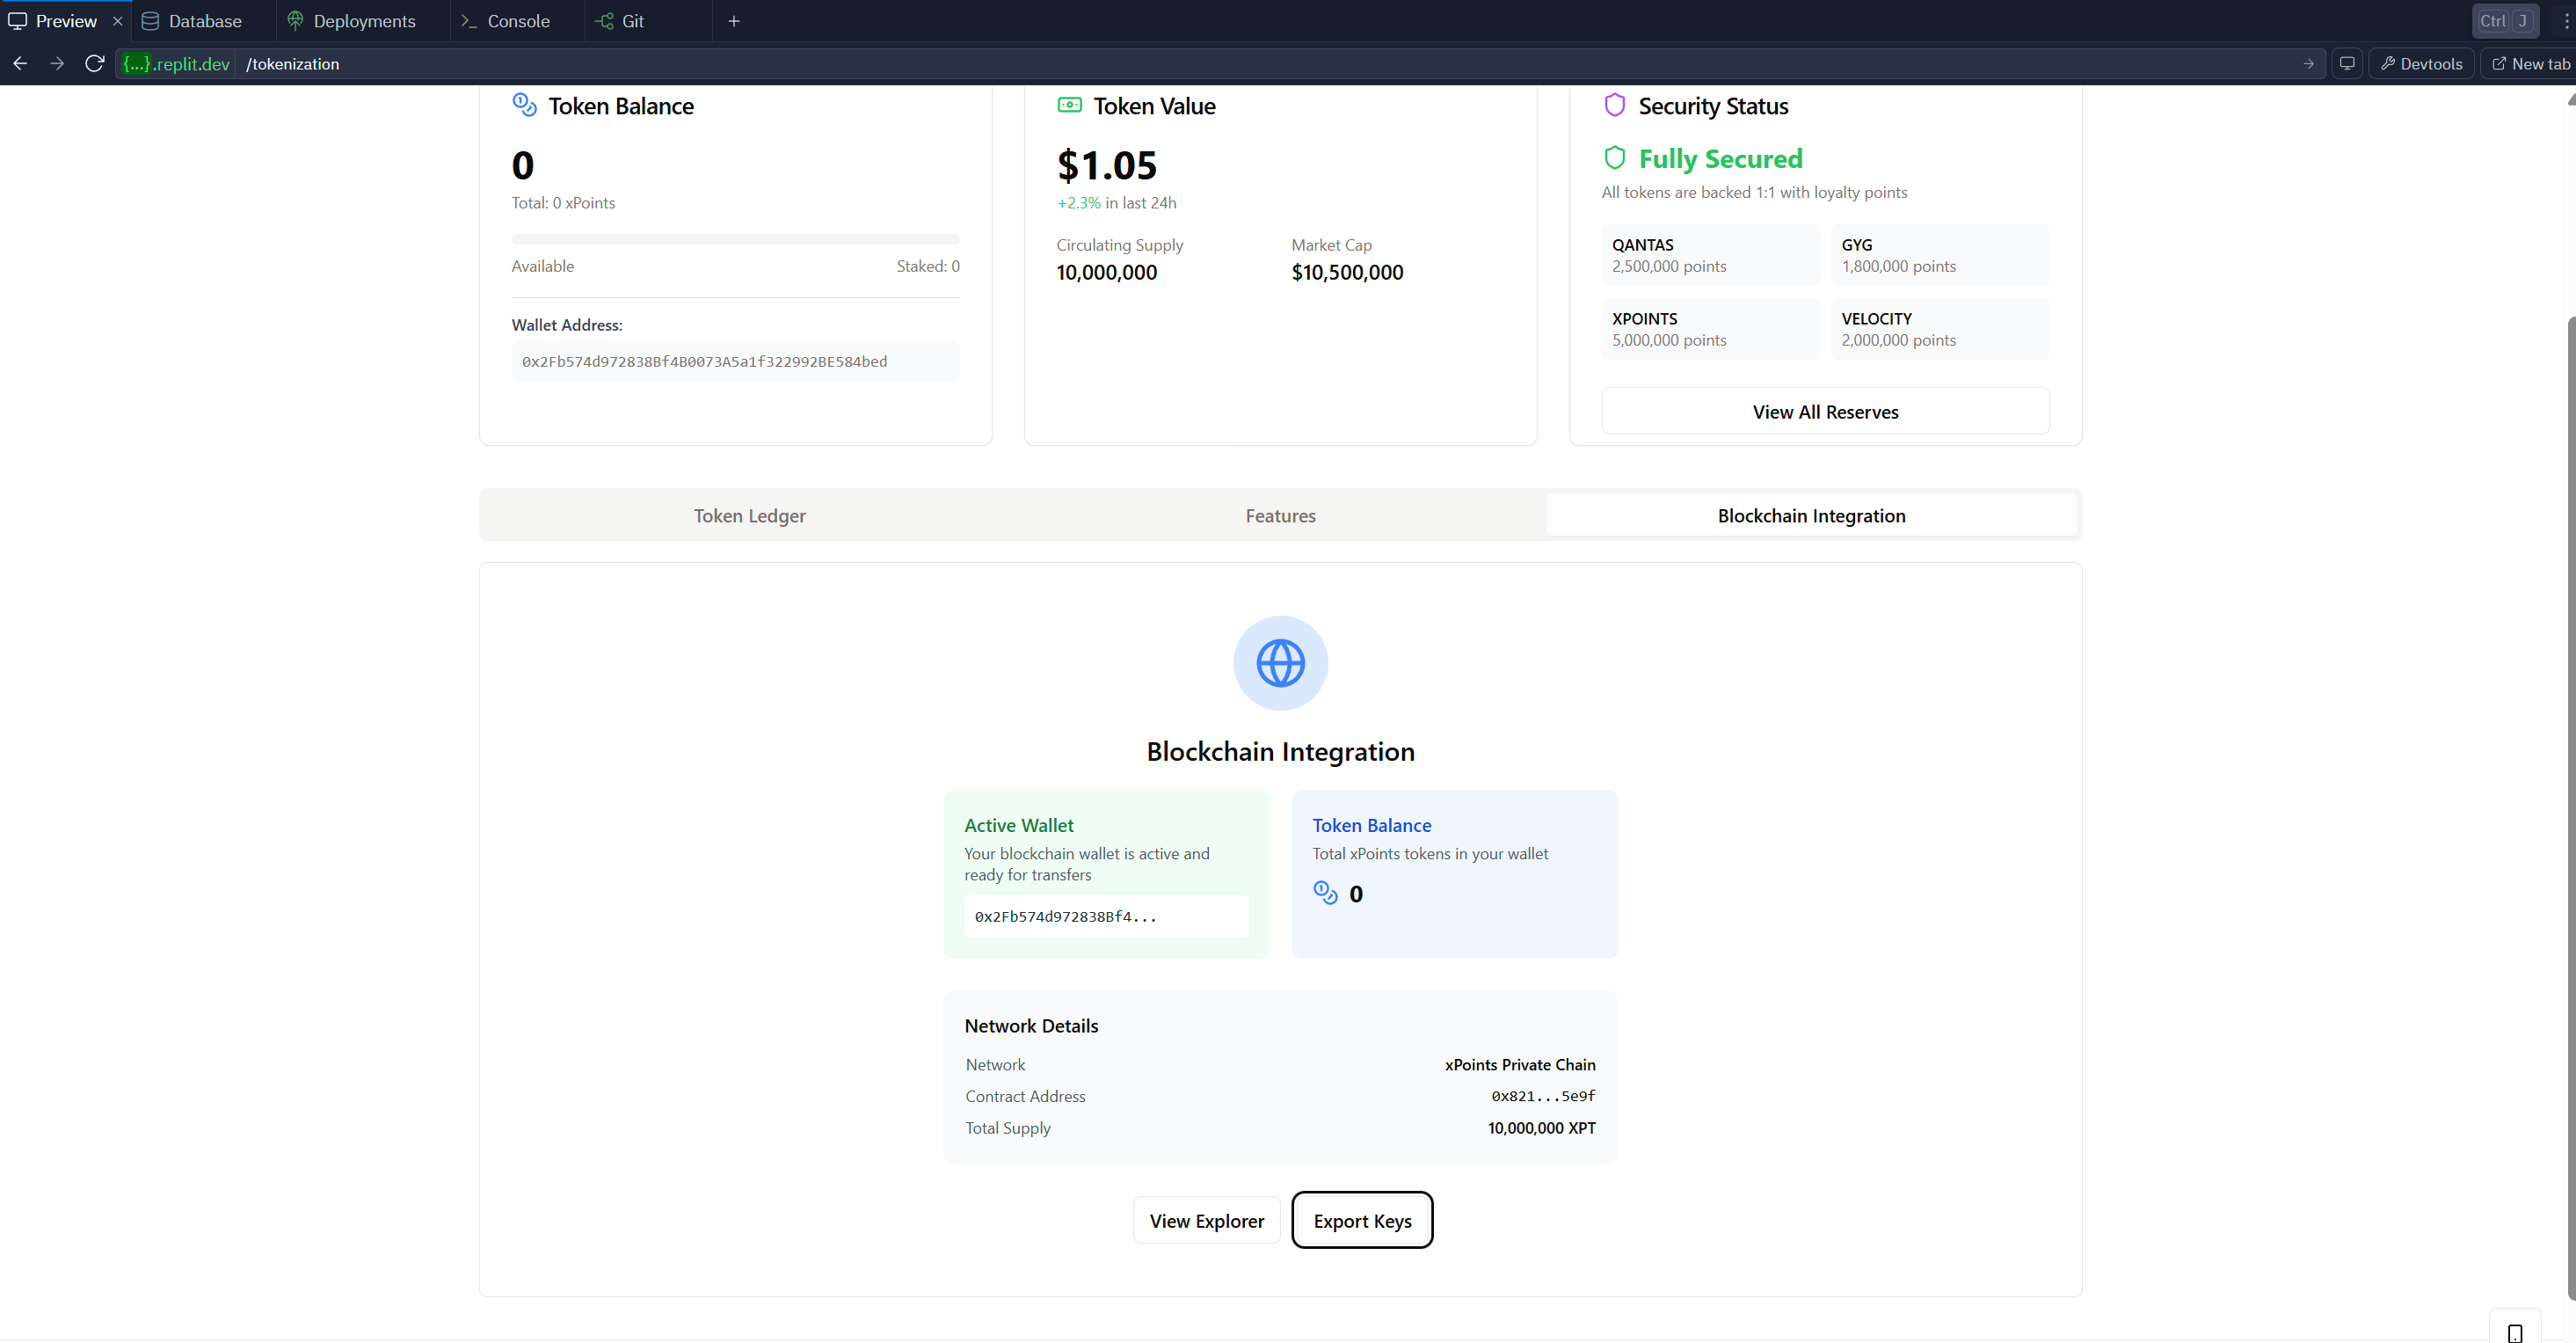 Preview
Database
Deployments
Console
Git
Ctrl J
{...}.replit.dev /tokenization
Devtools
New tab
Token Balance
0
Total: 0 xPoints
Available Staked: 0
Wallet Address:
0x2Fb574d972838Bf4B0073A5a1f322992BE584bed
Token Value
$1.05
+2.3% in last 24h
Circulating Supply Market Cap
10,000,000 $10,500,000
Security Status
Fully Secured
All tokens are backed 1:1 with loyalty points
QANTAS
2,500,000 points
GYG
1,800,000 points
XPOINTS
5,000,000 points
VELOCITY
2,000,000 points
View All Reserves
Token Ledger
Features
Blockchain Integration
Blockchain Integration
Active Wallet
Your blockchain wallet is active and
ready for transfers
0x2Fb574d972838Bf4...
Token Balance
Total xPoints tokens in your wallet
0
Network Details
Network xPoints Private Chain
Contract Address 0x821...5e9f
Total Supply 10,000,000 XPT
View Explorer
Export Keys